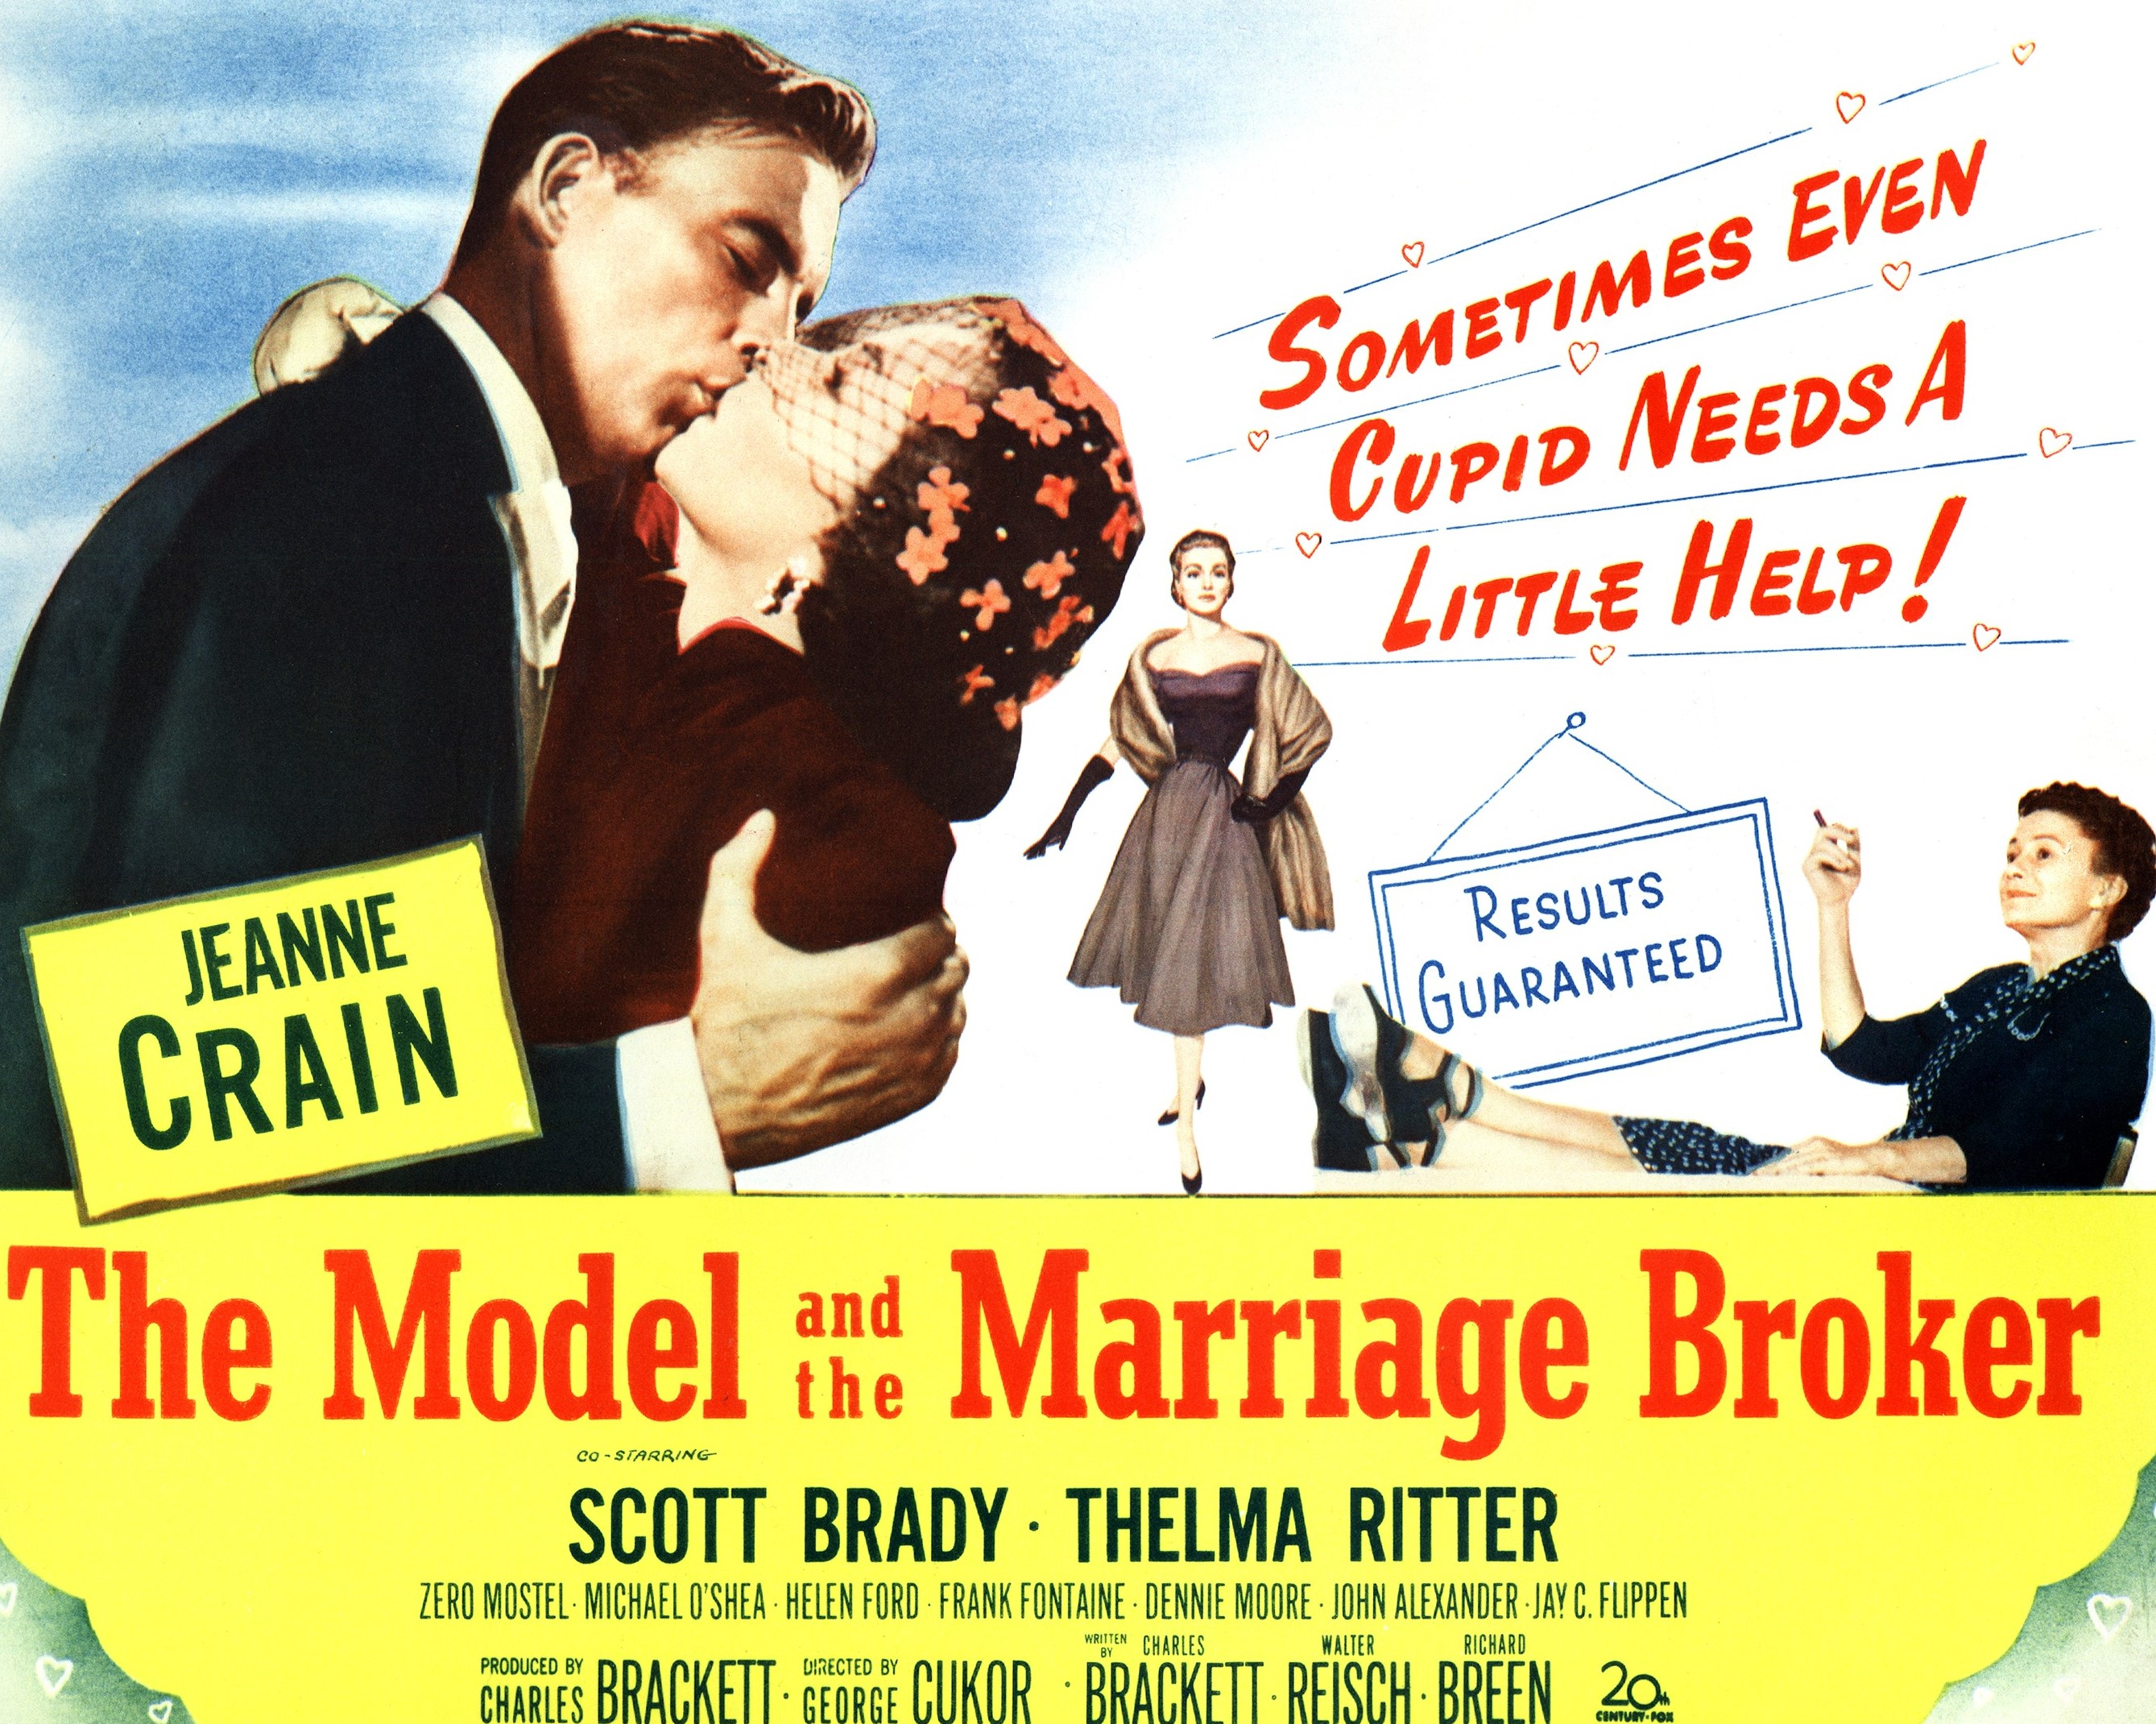 SOMETIMES EVEN
CUPID NEEDS A
LITTLE HELP!
RESULTS
GUARANTEED
JEANNE
CRAIN
The Model and the Marriage Broker
CO-STARRING
SCOTT BRADY · THELMA RITTER
ZERO MOSTEL · MICHAEL O'SHEA · HELEN FORD · FRANK FONTAINE · DENNIE MOORE · JOHN ALEXANDER · JAY C. FLIPPEN
PRODUCED BY CHARLES BRACKETT · DIRECTED BY GEORGE CUKOR · WRITTEN BY CHARLES BRACKETT · WALTER REISCH · RICHARD BREEN
20th
CENTURY-FOX